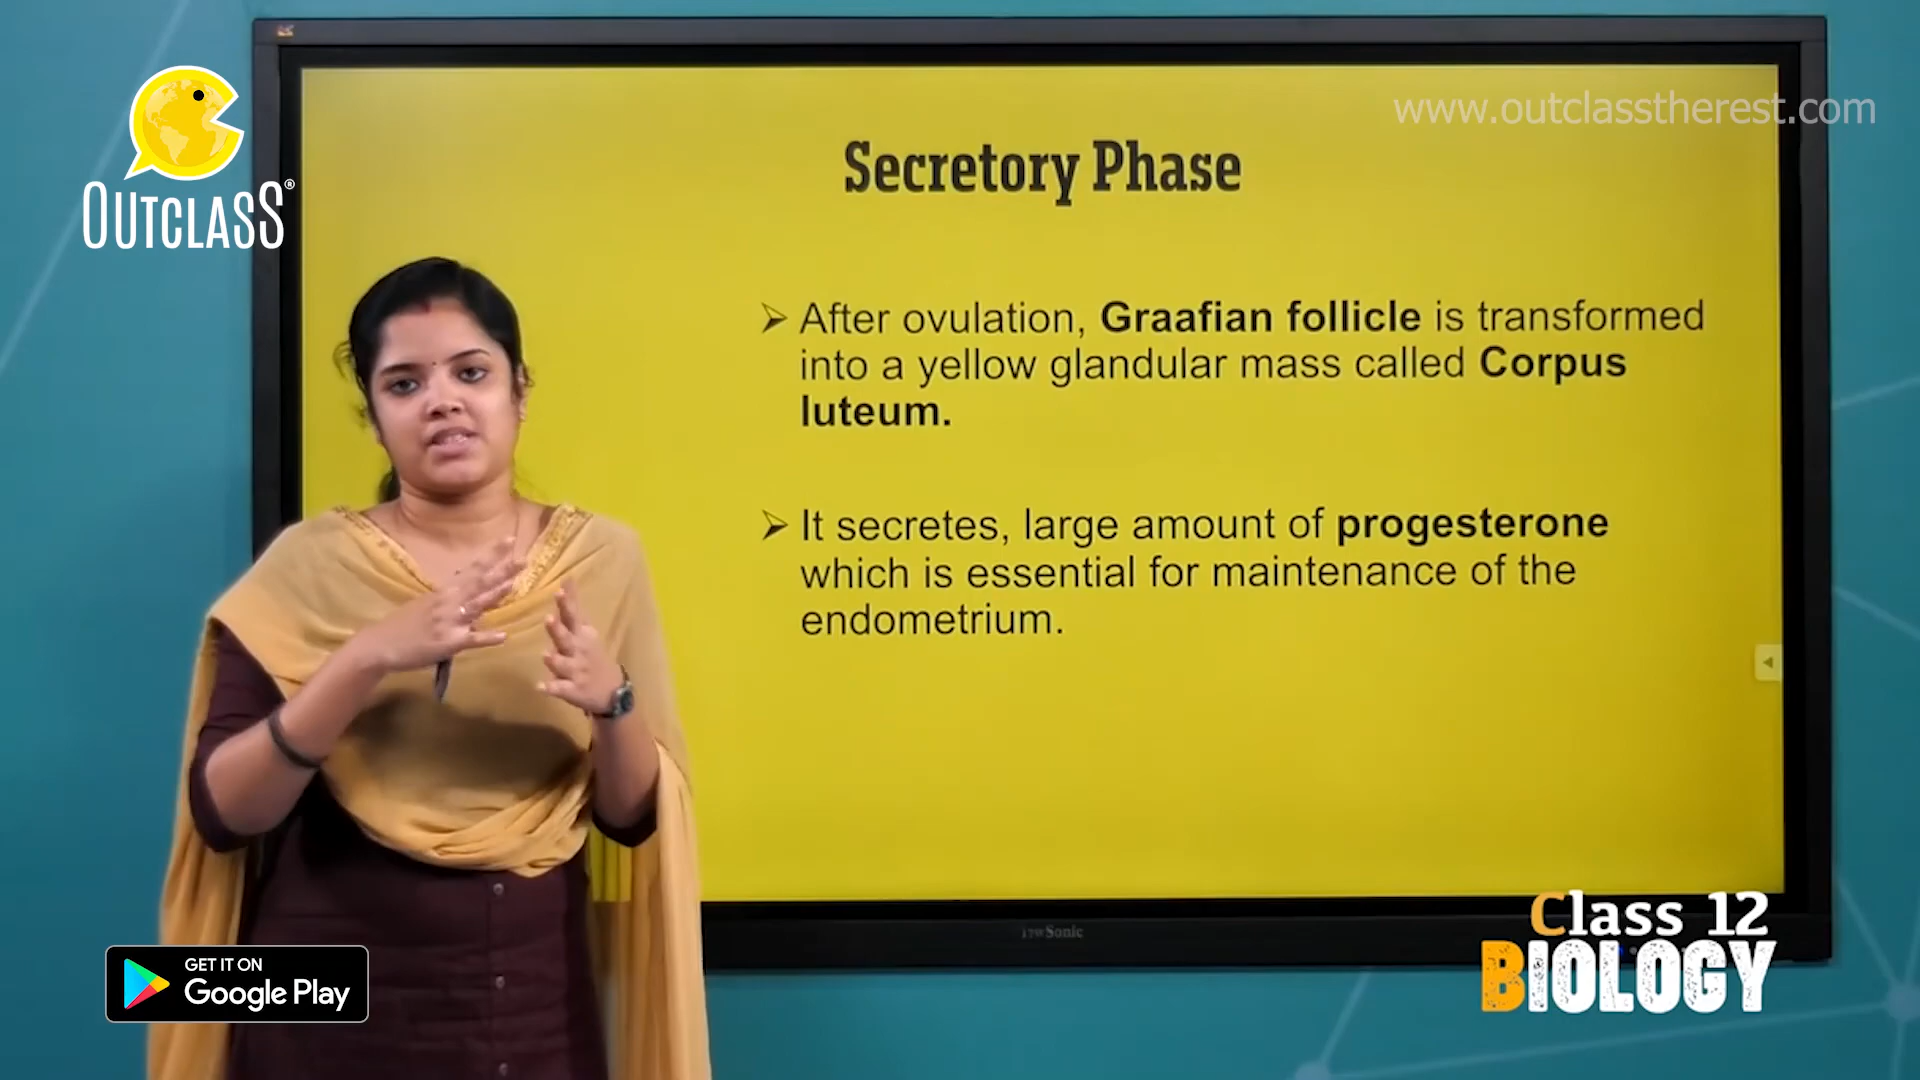 www.outclasstherest.com
OUTCLASS®
Secretory Phase
➢ After ovulation, Graafian follicle is transformed
into a yellow glandular mass called Corpus
luteum.
➢ It secretes, large amount of progesterone
which is essential for maintenance of the
endometrium.
Class 12
BIOLOGY
GET IT ON
Google Play